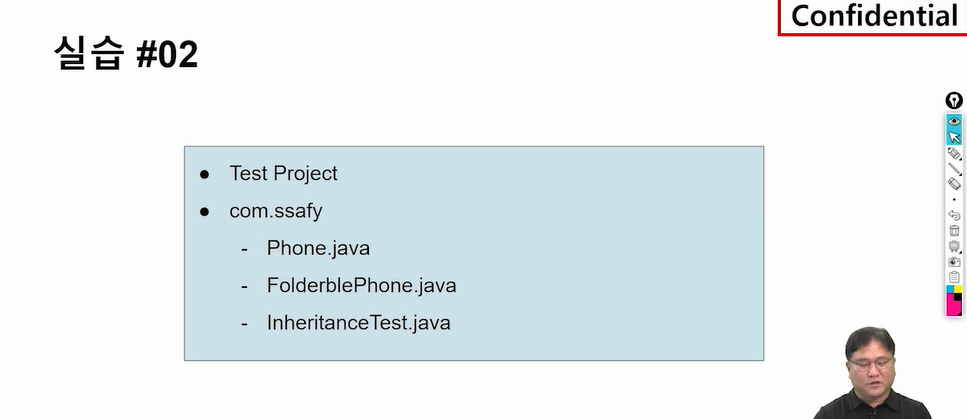 Confidential
실습 #02
● Test Project
● com.ssafy
- Phone.java
- FolderblePhone.java
- InheritanceTest.java